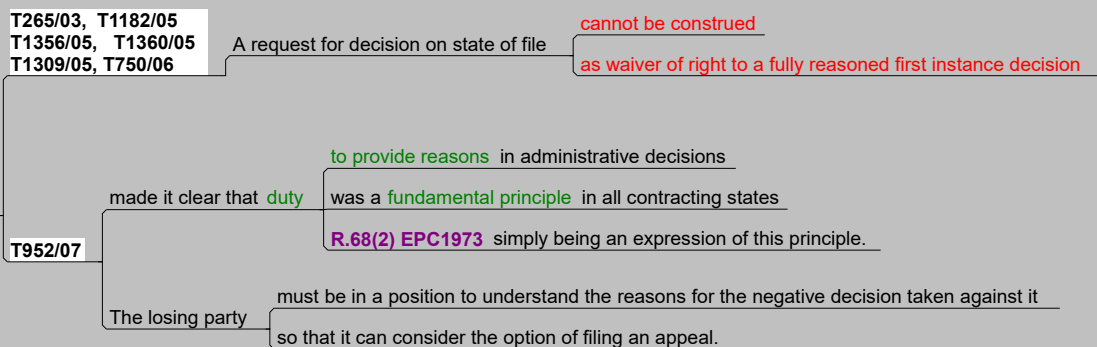 T265/03, T1182/05
T1356/05, T1360/05
T1309/05, T750/06
A request for decision on state of file
cannot be construed
as waiver of right to a fully reasoned first instance decision
T952/07
made it clear that duty
to provide reasons in administrative decisions
was a fundamental principle in all contracting states
R.68(2) EPC1973 simply being an expression of this principle.
The losing party
must be in a position to understand the reasons for the negative decision taken against it
so that it can consider the option of filing an appeal.